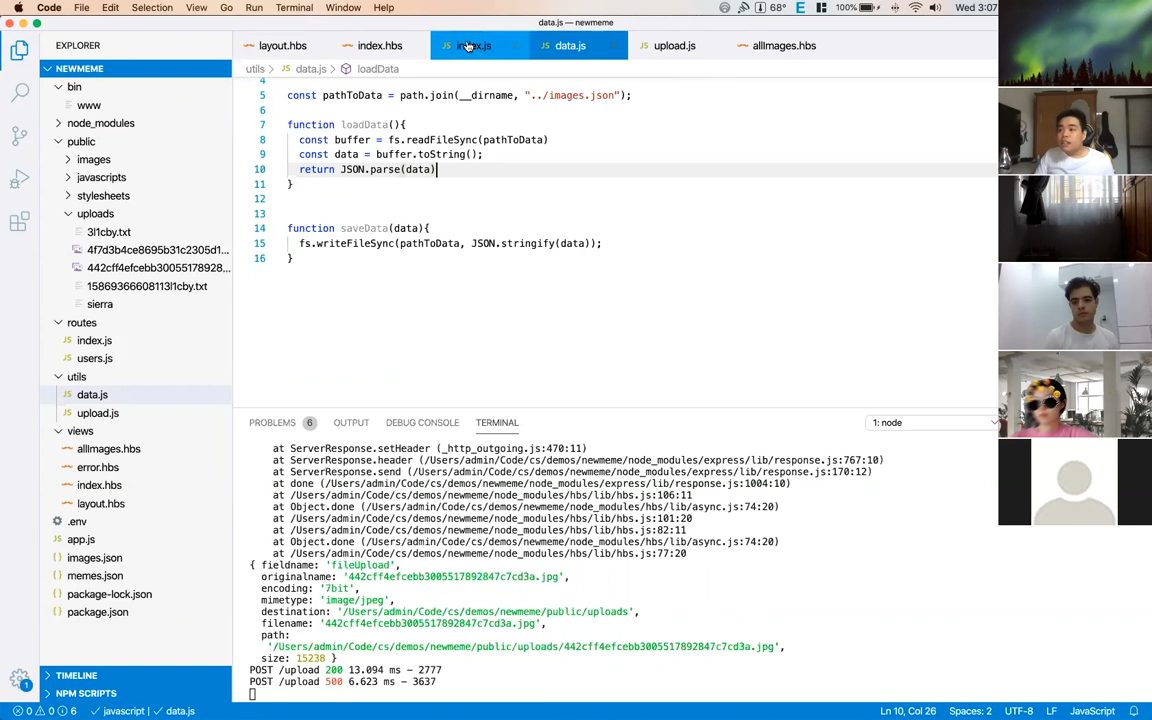 Code File Edit Selection View Go Run Terminal Window Help 68° 100% Wed 3:07
data.js — newmeme
EXPLORER
layout.hbs index.hbs index.js data.js upload.js allImages.hbs
NEWMEME
utils > JS data.js > loadData
bin
www
node_modules
public
images
javascripts
stylesheets
uploads
3l1cby.txt
4f7d3b4ce8695b31c2305d1...
442cff4efcebb30055178928...
15869366608113l1cby.txt
sierra
routes
JS index.js
JS users.js
utils
JS data.js
JS upload.js
views
allImages.hbs
error.hbs
index.hbs
layout.hbs
.env
JS app.js
images.json
memes.json
package-lock.json
package.json
TIMELINE
NPM SCRIPTS
4
5 const pathToData = path.join(__dirname, "../images.json");
6
7 function loadData(){
8 const buffer = fs.readFileSync(pathToData)
9 const data = buffer.toString();
10 return JSON.parse(data)
11 }
12
13
14 function saveData(data){
15 fs.writeFileSync(pathToData, JSON.stringify(data));
16 }
PROBLEMS 6 OUTPUT DEBUG CONSOLE TERMINAL 1: node
at ServerResponse.setHeader (_http_outgoing.js:470:11)
at ServerResponse.header (/Users/admin/Code/cs/demos/newmeme/node_modules/express/lib/response.js:767:10)
at ServerResponse.send (/Users/admin/Code/cs/demos/newmeme/node_modules/express/lib/response.js:170:12)
at done (/Users/admin/Code/cs/demos/newmeme/node_modules/express/lib/response.js:1004:10)
at /Users/admin/Code/cs/demos/newmeme/node_modules/hbs/lib/hbs.js:106:11
at Object.done (/Users/admin/Code/cs/demos/newmeme/node_modules/hbs/lib/async.js:74:20)
at /Users/admin/Code/cs/demos/newmeme/node_modules/hbs/lib/hbs.js:101:20
at /Users/admin/Code/cs/demos/newmeme/node_modules/hbs/lib/hbs.js:82:11
at Object.done (/Users/admin/Code/cs/demos/newmeme/node_modules/hbs/lib/async.js:74:20)
at /Users/admin/Code/cs/demos/newmeme/node_modules/hbs/lib/hbs.js:77:20
{ fieldname: 'fileUpload',
originalname: '442cff4efcebb3005517892847c7cd3a.jpg',
encoding: '7bit',
mimetype: 'image/jpeg',
destination: '/Users/admin/Code/cs/demos/newmeme/public/uploads',
filename: '442cff4efcebb3005517892847c7cd3a.jpg',
path:
'/Users/admin/Code/cs/demos/newmeme/public/uploads/442cff4efcebb3005517892847c7cd3a.jpg',
size: 15238 }
POST /upload 200 13.094 ms - 2777
POST /upload 500 6.623 ms - 3637
0 0 6 javascript | data.js Ln 10, Col 26 Spaces: 2 UTF-8 LF JavaScript